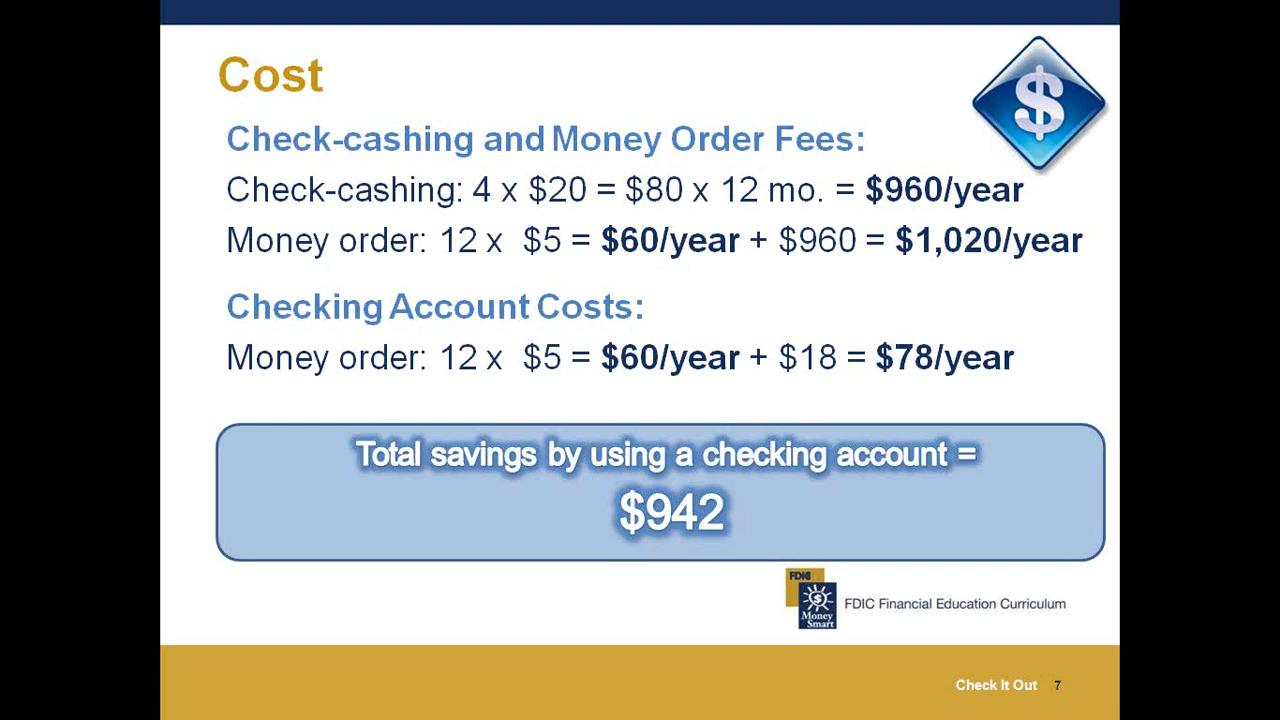 Cost
$
Check-cashing and Money Order Fees:
Check-cashing: 4 x $20 = $80 x 12 mo. = $960/year
Money order: 12 x $5 = $60/year + $960 = $1,020/year
Checking Account Costs:
Money order: 12 x $5 = $60/year + $18 = $78/year
Total savings by using a checking account =
$942
FDIC
$
Money
Smart
FDIC Financial Education Curriculum
Check It Out 7